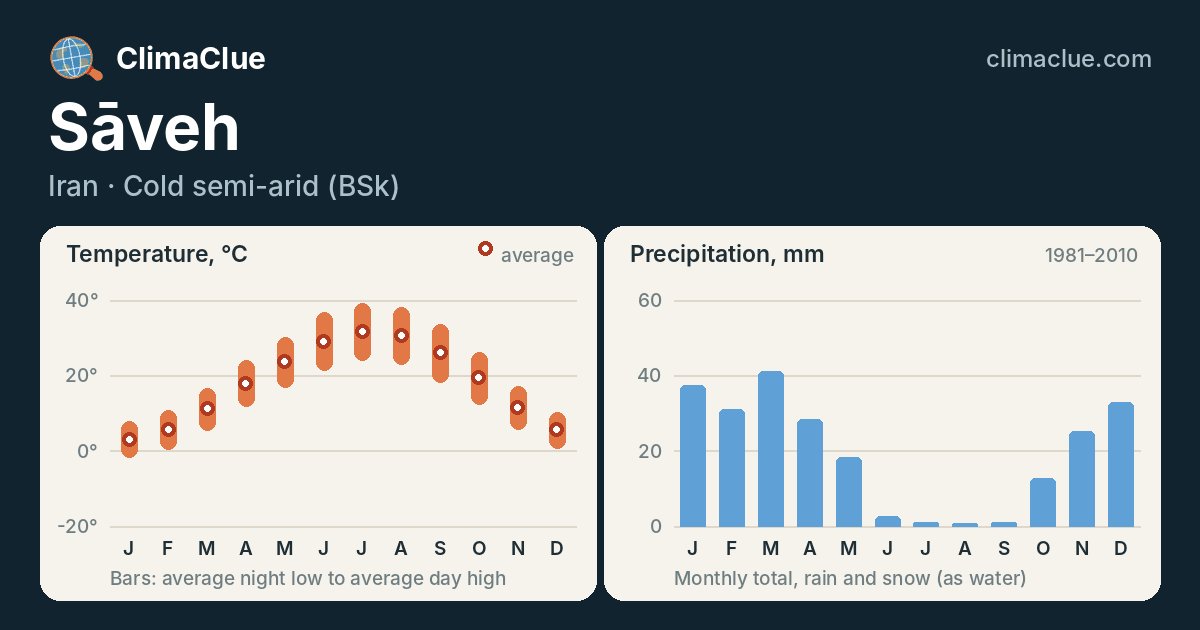 ClimaClue
climaclue.com
Sāveh
Iran · Cold semi-arid (BSk)
Temperature, °C
average
40°
20°
0°
-20°
J F M A M J J A S O N D
Bars: average night low to average day high
Precipitation, mm
1981–2010
60
40
20
0
J F M A M J J A S O N D
Monthly total, rain and snow (as water)